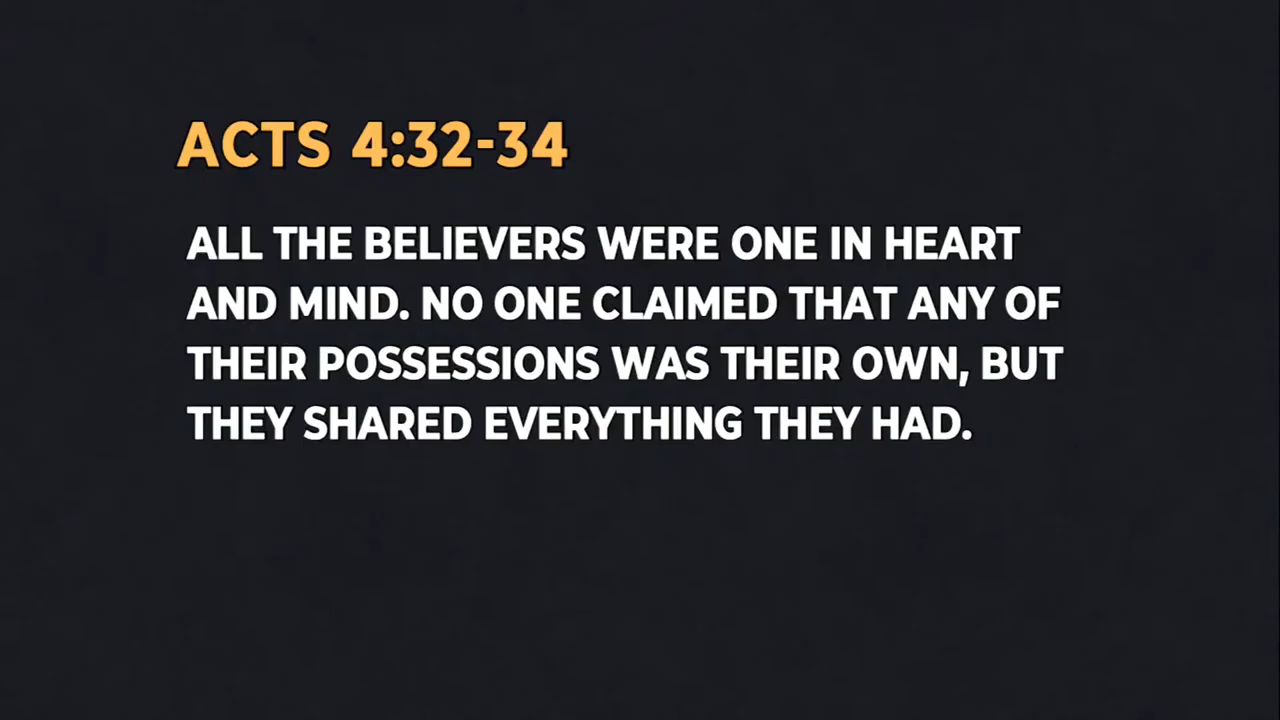 ACTS 4:32-34
ALL THE BELIEVERS WERE ONE IN HEART
AND MIND. NO ONE CLAIMED THAT ANY OF
THEIR POSSESSIONS WAS THEIR OWN, BUT
THEY SHARED EVERYTHING THEY HAD.